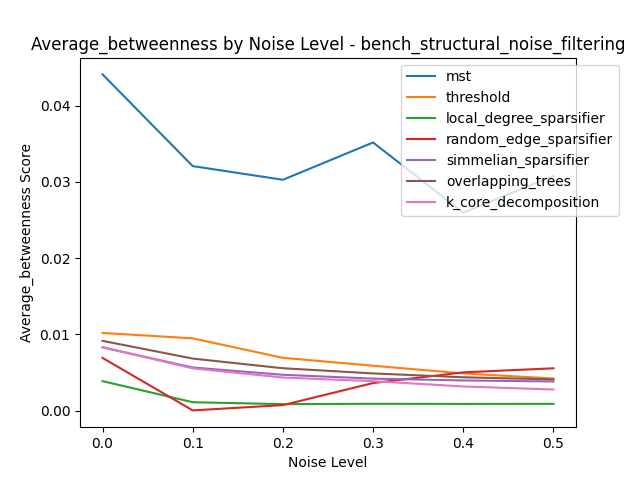 Average_betweenness by Noise Level - bench_structural_noise_filtering
mst
threshold
local_degree_sparsifier
random_edge_sparsifier
simmelian_sparsifier
overlapping_trees
k_core_decomposition
Average_betweenness Score
0.04
0.03
0.02
0.01
0.00
0.0 0.1 0.2 0.3 0.4 0.5
Noise Level